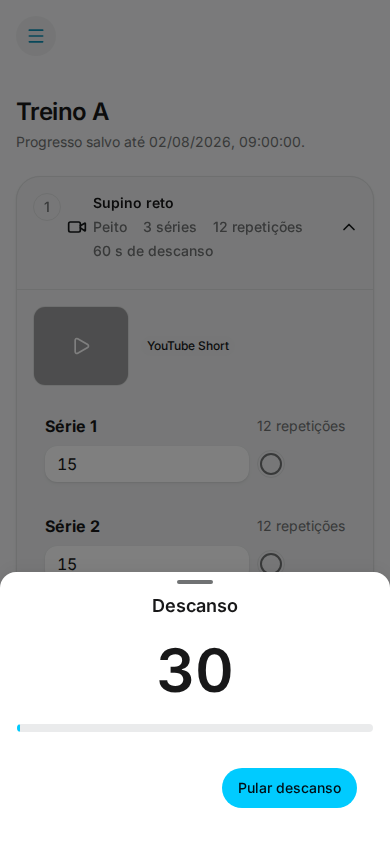 Treino A
Progresso salvo até 02/08/2026, 09:00:00.
1
Supino reto
Peito 3 séries 12 repetições
60 s de descanso
YouTube Short
Série 1 12 repetições
15
Série 2 12 repetições
15
Descanso
30
Pular descanso